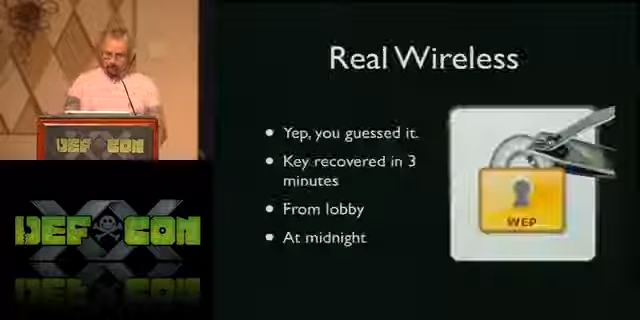 Real Wireless
Yep, you guessed it.
Key recovered in 3
minutes
From lobby
At midnight
WEP
DEF CON
DEF CON
XX